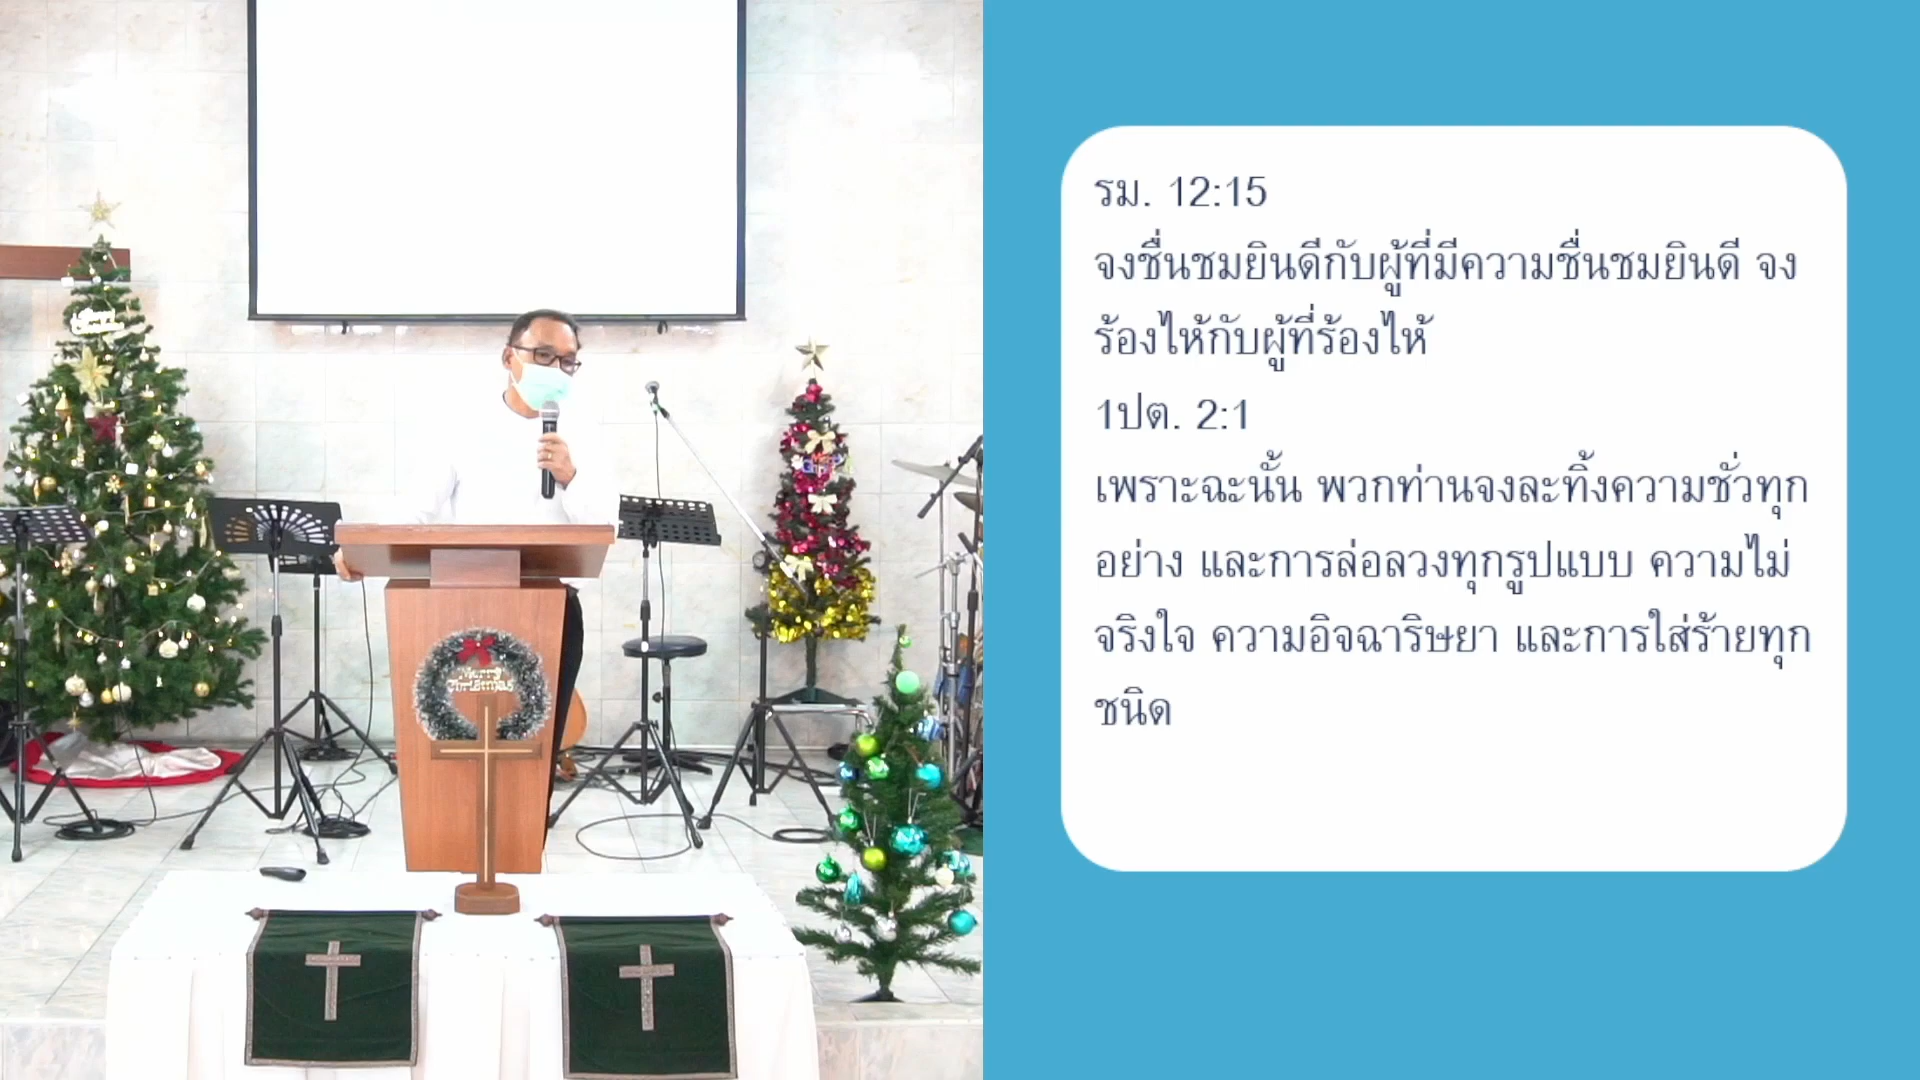 รม. 12:15
จงชื่นชมยินดีกับผู้ที่มีความชื่นชมยินดี จง
ร้องไห้กับผู้ที่ร้องไห้
1ปต. 2:1
เพราะฉะนั้น พวกท่านจงละทิ้งความชั่วทุก
อย่าง และการล่อลวงทุกรูปแบบ ความไม่
จริงใจ ความอิจฉาริษยา และการใส่ร้ายทุก
ชนิด
Merry
Christmas